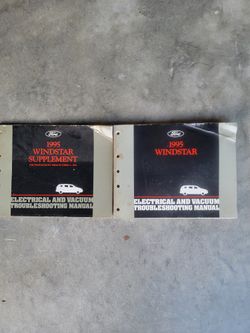 Ford
1995
WINDSTAR
SUPPLEMENT
ELECTRICAL AND VACUUM
TROUBLESHOOTING MANUAL
Ford
1995
WINDSTAR
ELECTRICAL AND VACUUM
TROUBLESHOOTING MANUAL